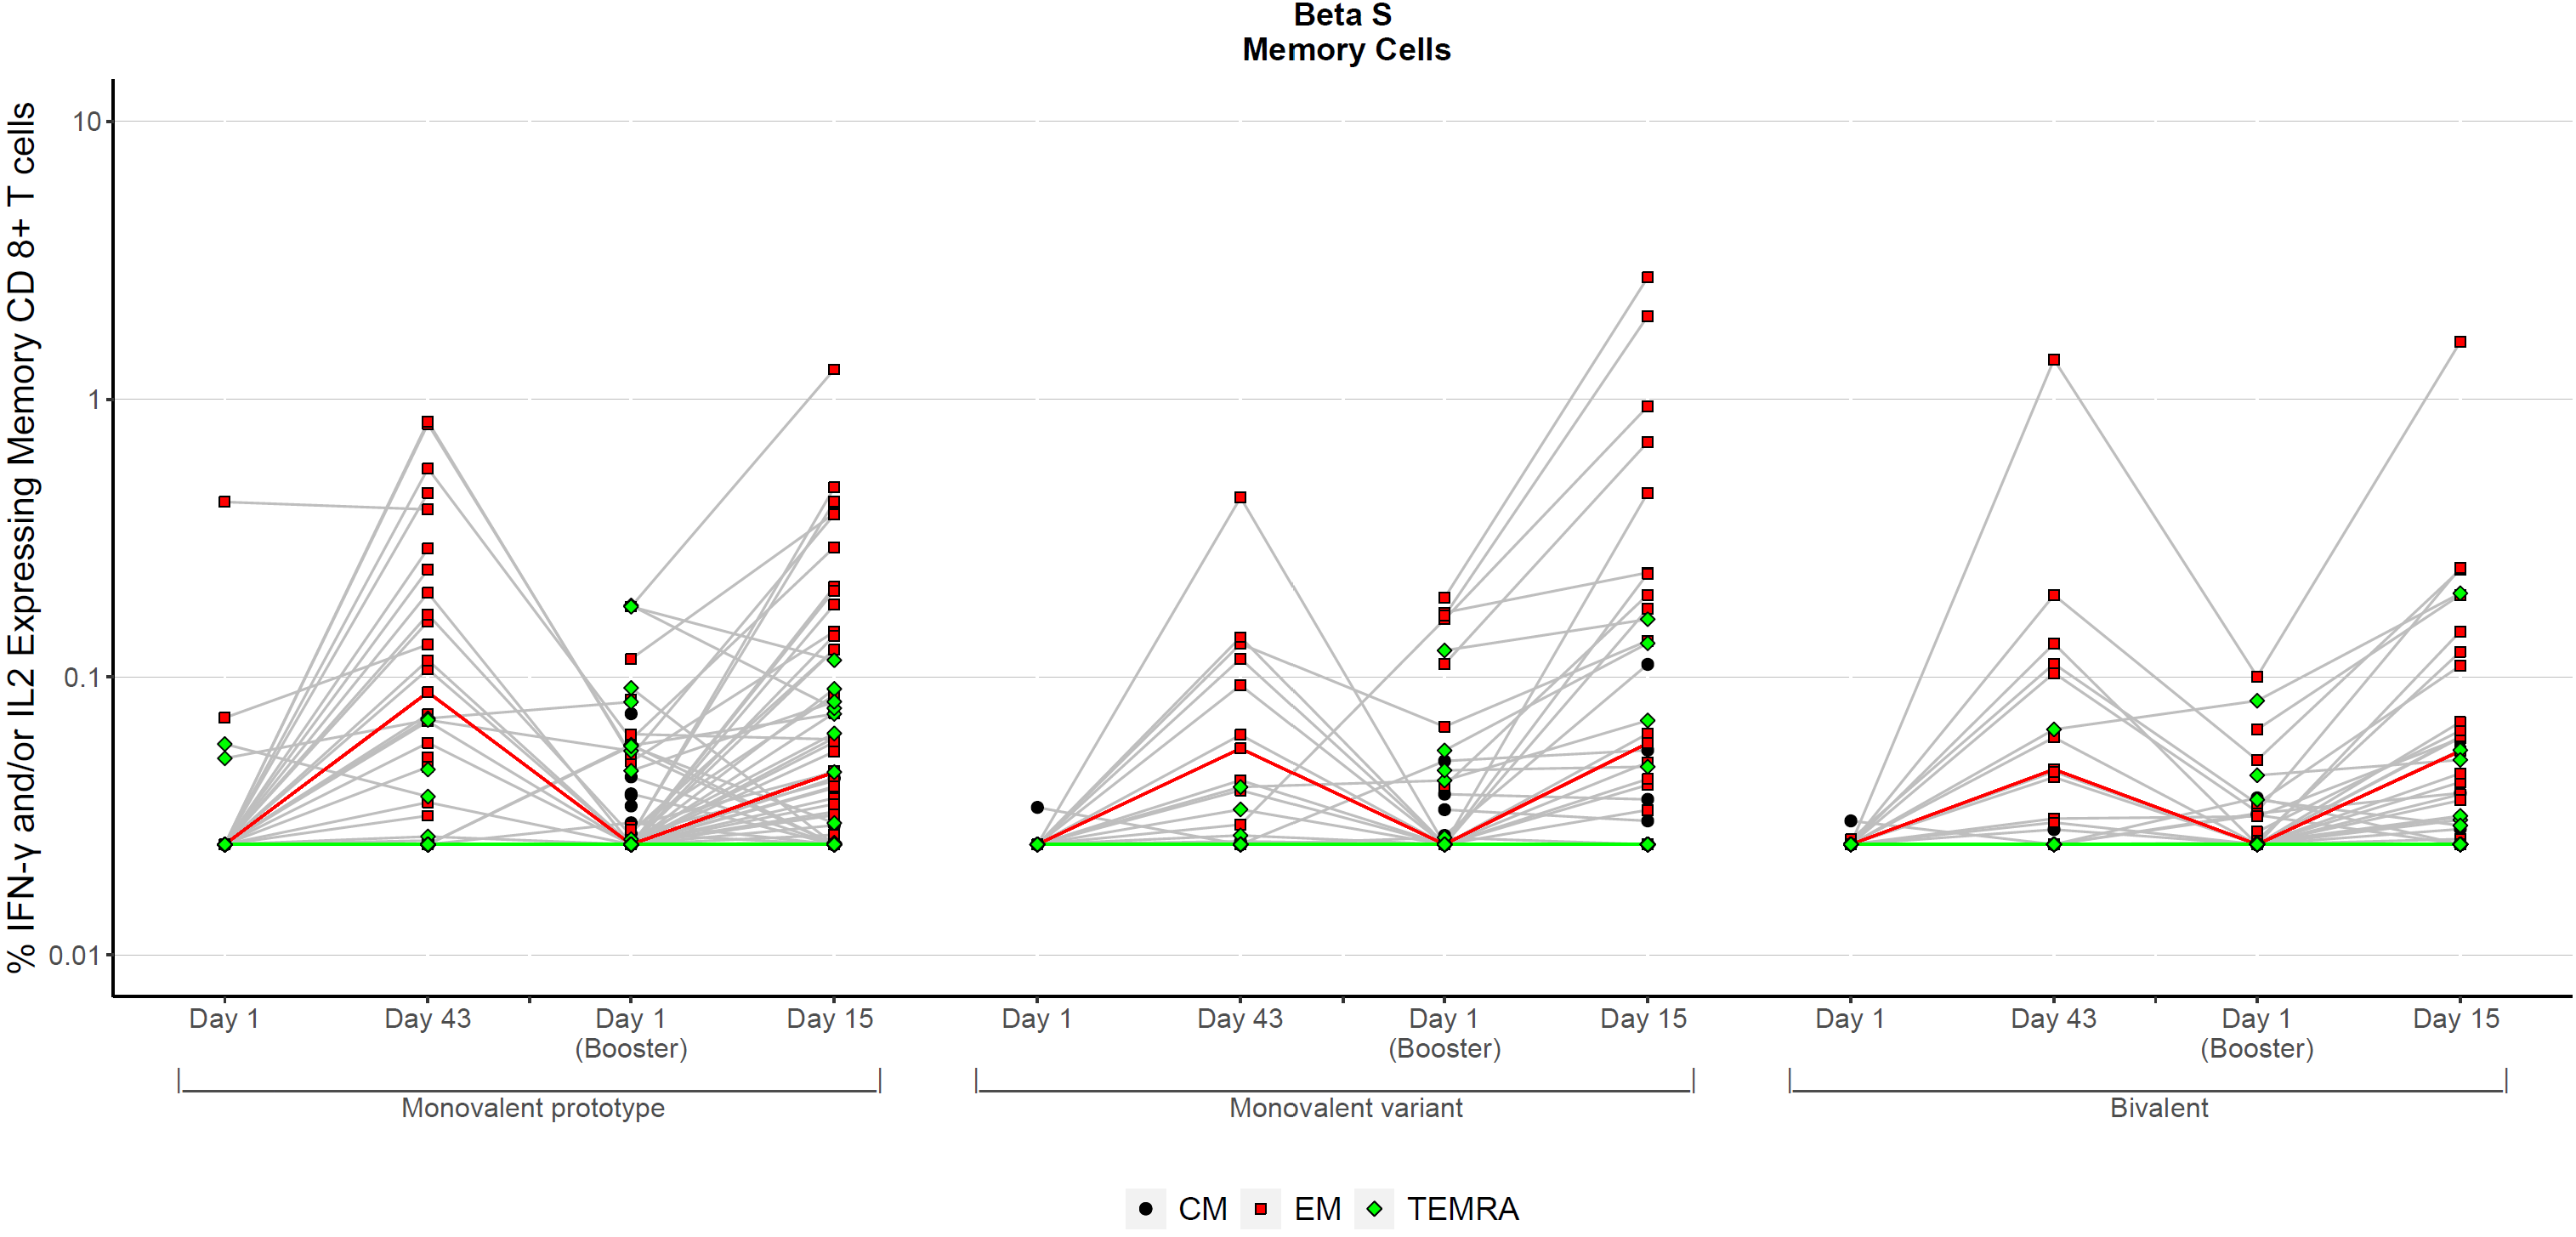 Beta S
Memory Cells
% IFN-γ and/or IL2 Expressing Memory CD 8+ T cells
10
1
0.1
0.01
Day 1 Day 43 Day 1 Day 15 Day 1 Day 43 Day 1 Day 15 Day 1 Day 43 Day 1 Day 15
(Booster) (Booster) (Booster)
Monovalent prototype Monovalent variant Bivalent
CM EM TEMRA